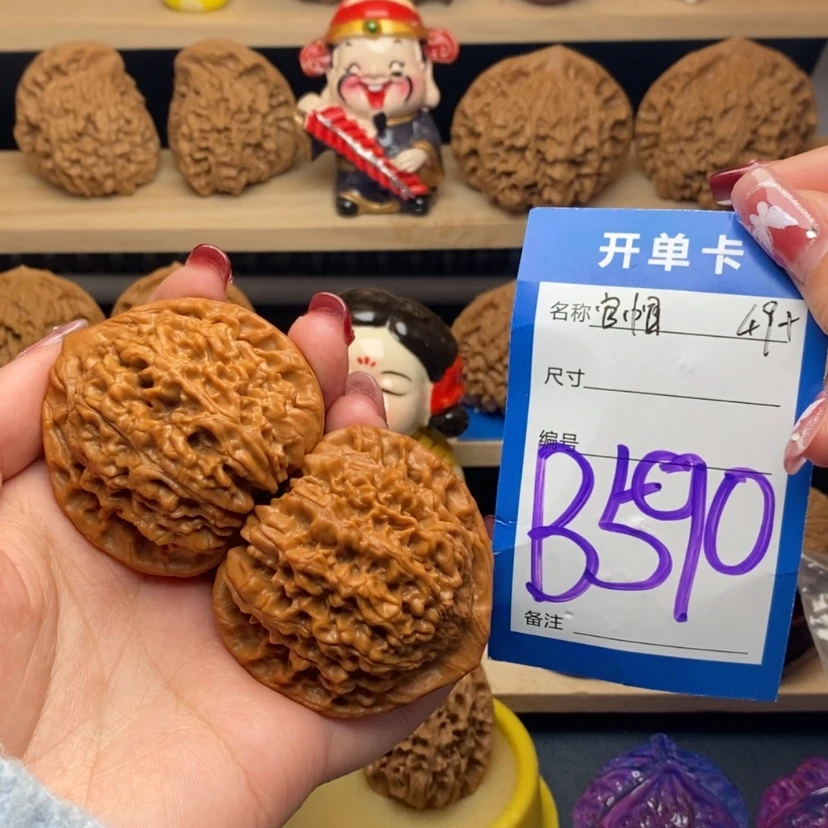 开单卡
名称 官帽 49+
尺寸
编号
B590
备注